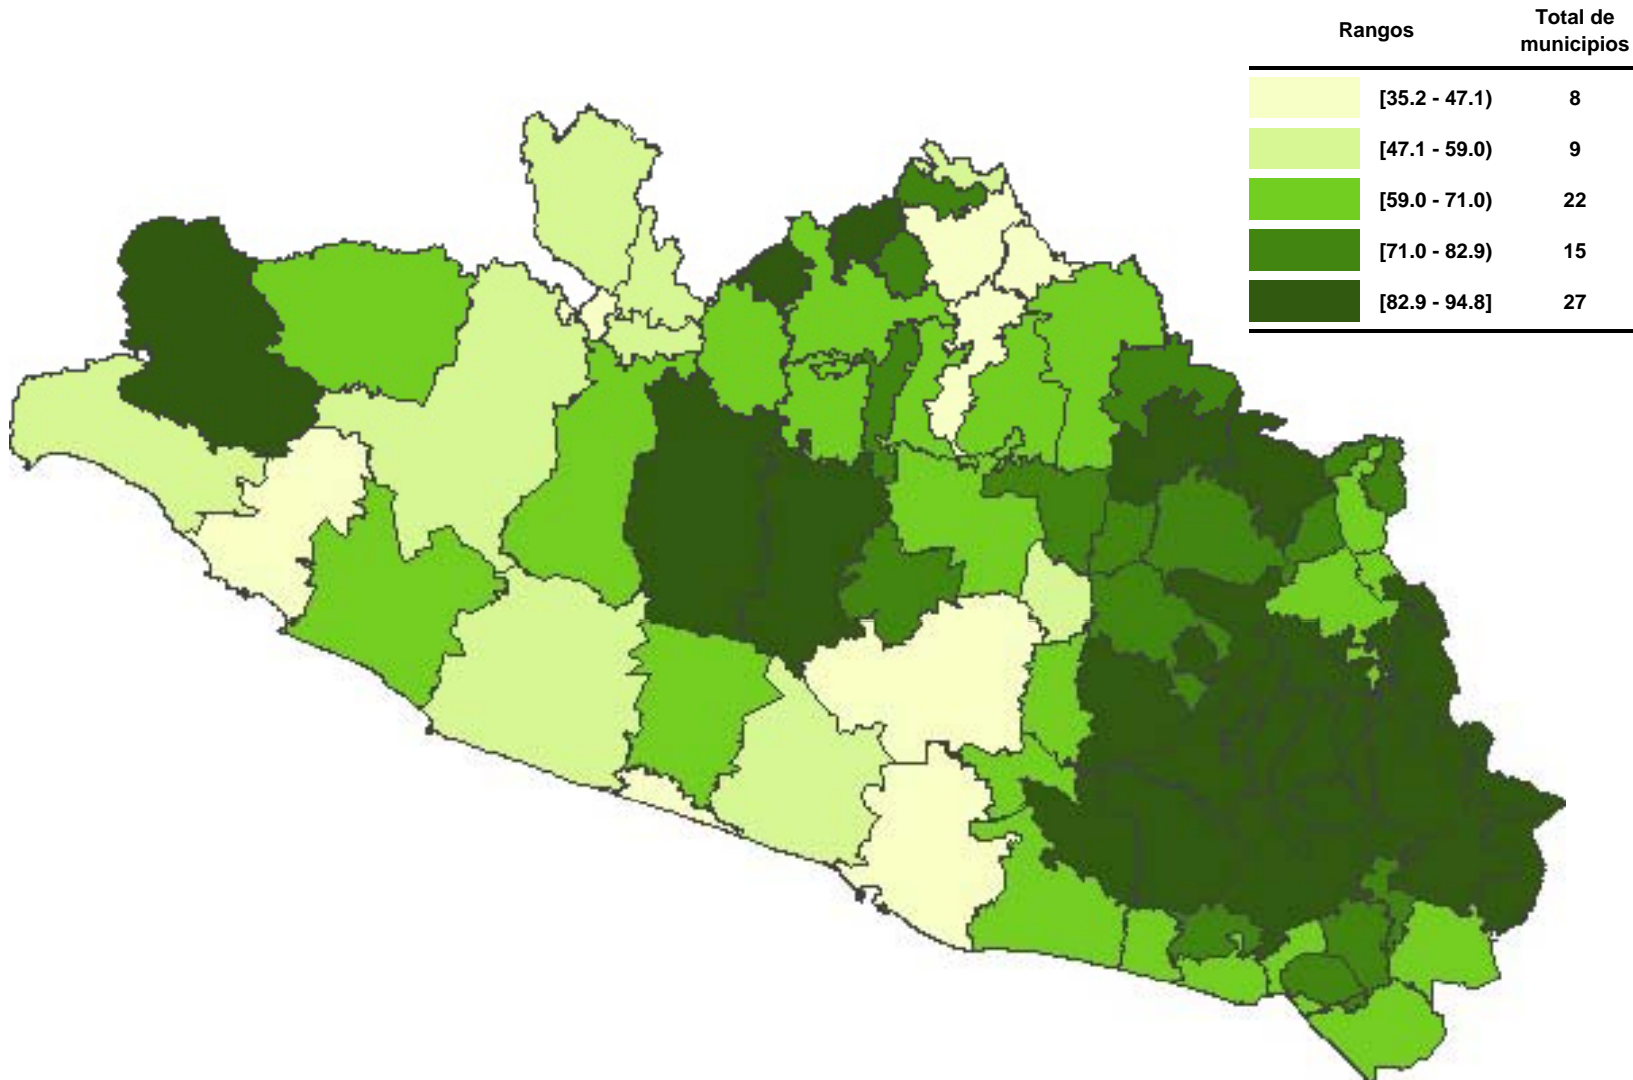 Rangos Total de municipios
[35.2 - 47.1) 8
[47.1 - 59.0) 9
[59.0 - 71.0) 22
[71.0 - 82.9) 15
[82.9 - 94.8] 27